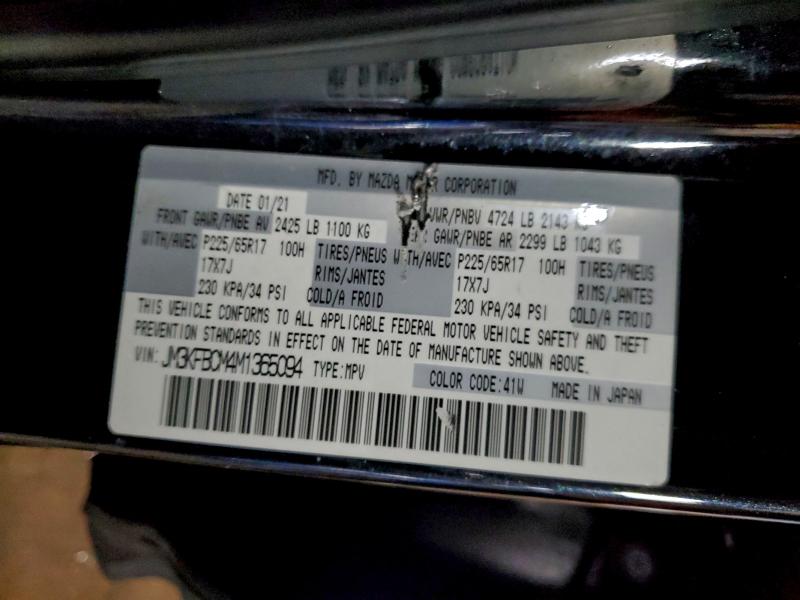 MFD. BY MAZDA CORPORATION
DATE 01/21
FRONT GAWR/PNBE AV 2425 LB 1100 KG
VWR/PNBV 4724 LB 2143 KG
GAWR/PNBE AR 2299 LB 1043 KG
WITH/AVEC P225/65R17 100H TIRES/PNEUS WITH/AVEC P225/65R17 100H TIRES/PNEUS
17X7J RIMS/JANTES 17X7J RIMS/JANTES
230 KPA/34 PSI COLD/A FROID 230 KPA/34 PSI COLD/A FROID
THIS VEHICLE CONFORMS TO ALL APPLICABLE FEDERAL MOTOR VEHICLE SAFETY AND THEFT
PREVENTION STANDARDS IN EFFECT ON THE DATE OF MANUFACTURE SHOWN ABOVE.
VIN: JM3KFBCM4M1365094 TYPE:MPV
COLOR CODE:41W MADE IN JAPAN